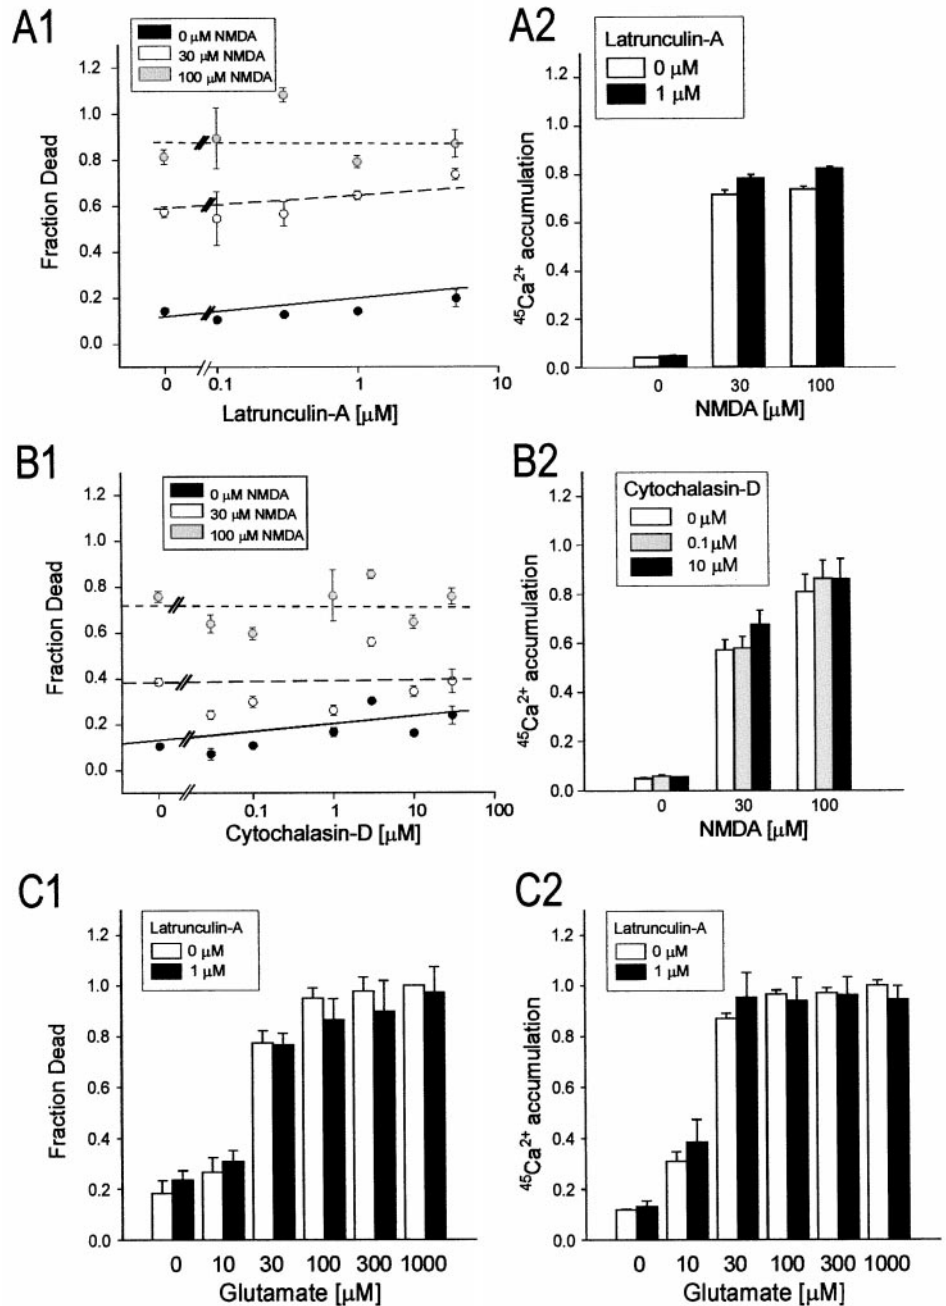 A1
0 μM NMDA
30 μM NMDA
100 μM NMDA
Fraction Dead
1.2
1.0
0.8
0.6
0.4
0.2
0.0
0 0.1 1 10
Latrunculin-A [μM]
A2
Latrunculin-A
0 μM
1 μM
45Ca2+ accumulation
1.2
1.0
0.8
0.6
0.4
0.2
0.0
0 30 100
NMDA [μM]
B1
0 μM NMDA
30 μM NMDA
100 μM NMDA
Fraction Dead
1.2
1.0
0.8
0.6
0.4
0.2
0.0
0 0.1 1 10 100
Cytochalasin-D [μM]
B2
Cytochalasin-D
0 μM
0.1 μM
10 μM
45Ca2+ accumulation
1.2
1.0
0.8
0.6
0.4
0.2
0.0
0 30 100
NMDA [μM]
C1
Latrunculin-A
0 μM
1 μM
Fraction Dead
1.2
1.0
0.8
0.6
0.4
0.2
0.0
0 10 30 100 300 1000
Glutamate [μM]
C2
Latrunculin-A
0 μM
1 μM
45Ca2+ accumulation
1.2
1.0
0.8
0.6
0.4
0.2
0.0
0 10 30 100 300 1000
Glutamate [μM]